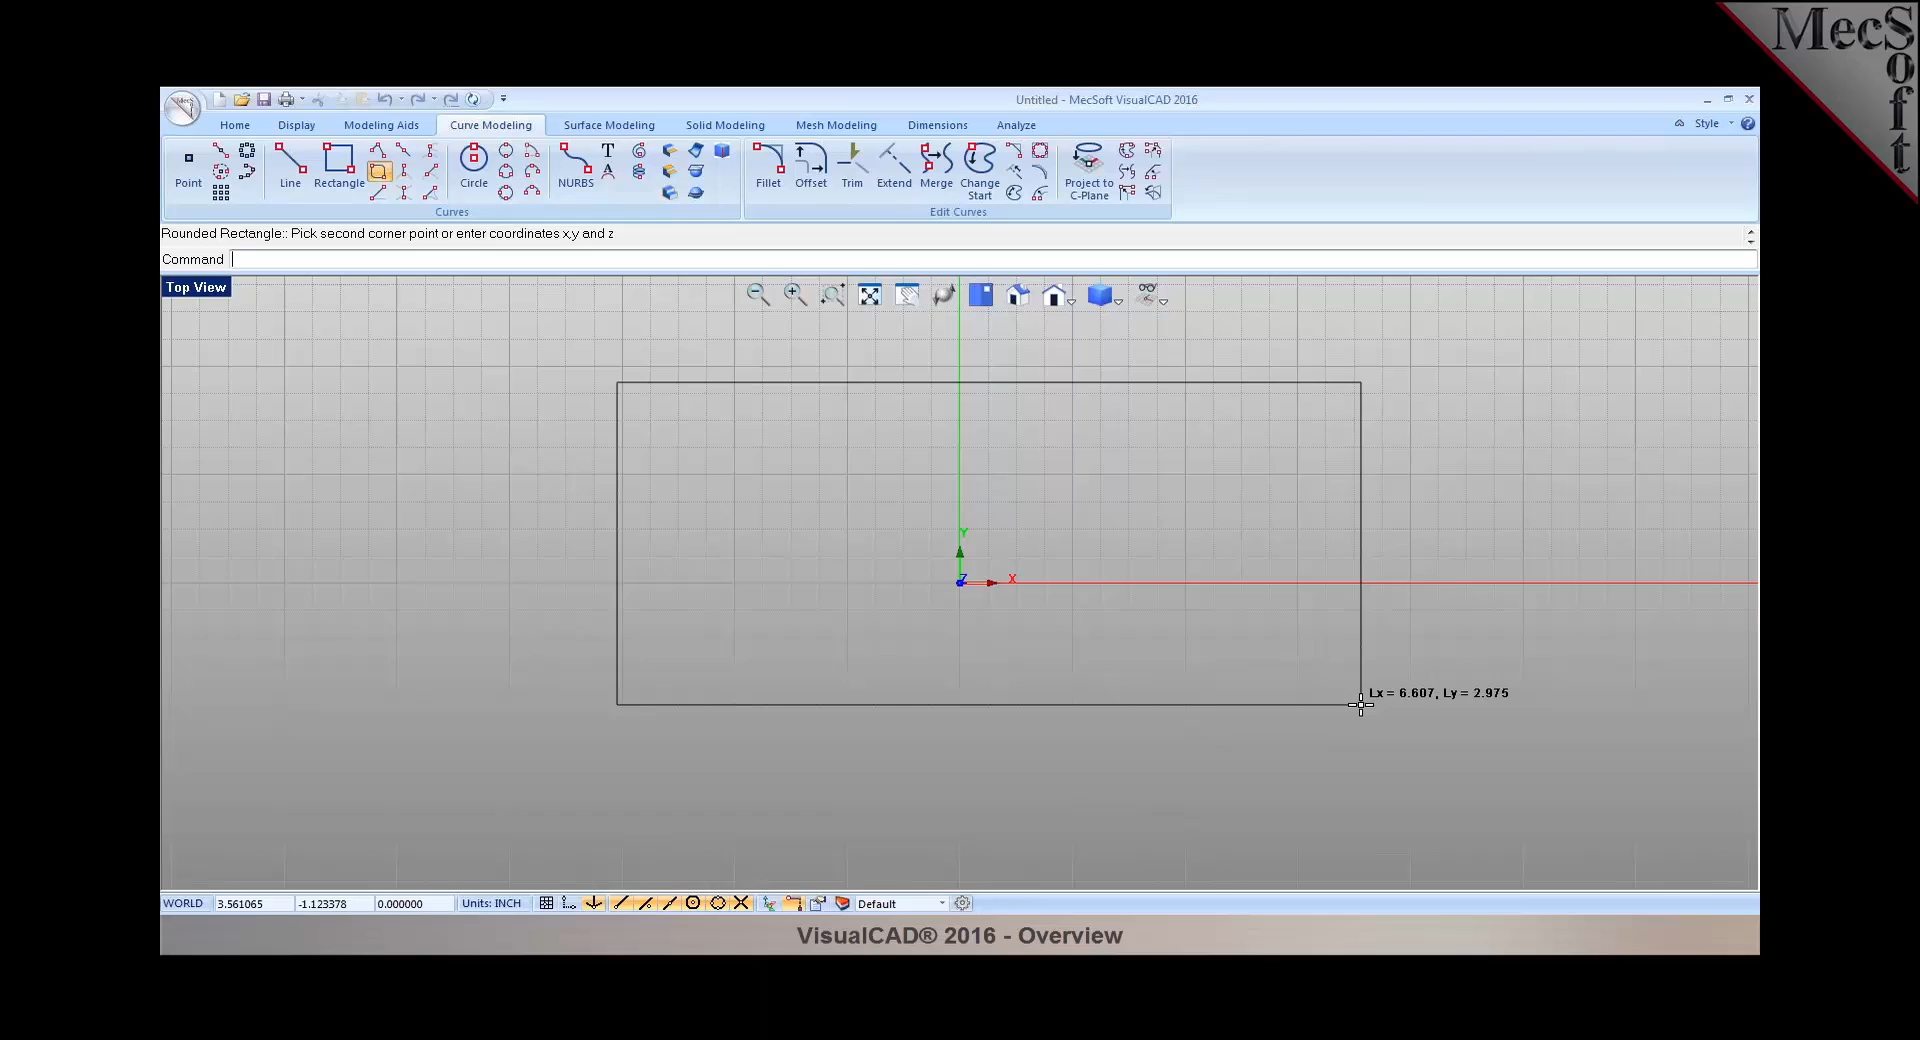 MecSoft
Untitled - MecSoft VisualCAD 2016
Home Display Modeling Aids Curve Modeling Surface Modeling Solid Modeling Mesh Modeling Dimensions Analyze Style
Point Line Rectangle Circle NURBS Fillet Offset Trim Extend Merge Change Start Project to C-Plane
Curves Edit Curves
Rounded Rectangle:: Pick second corner point or enter coordinates x,y and z
Command
Top View
Y
Z X
Lx = 6.607, Ly = 2.975
WORLD 3.561065 -1.123378 0.000000 Units: INCH Default
VisualCAD® 2016 - Overview